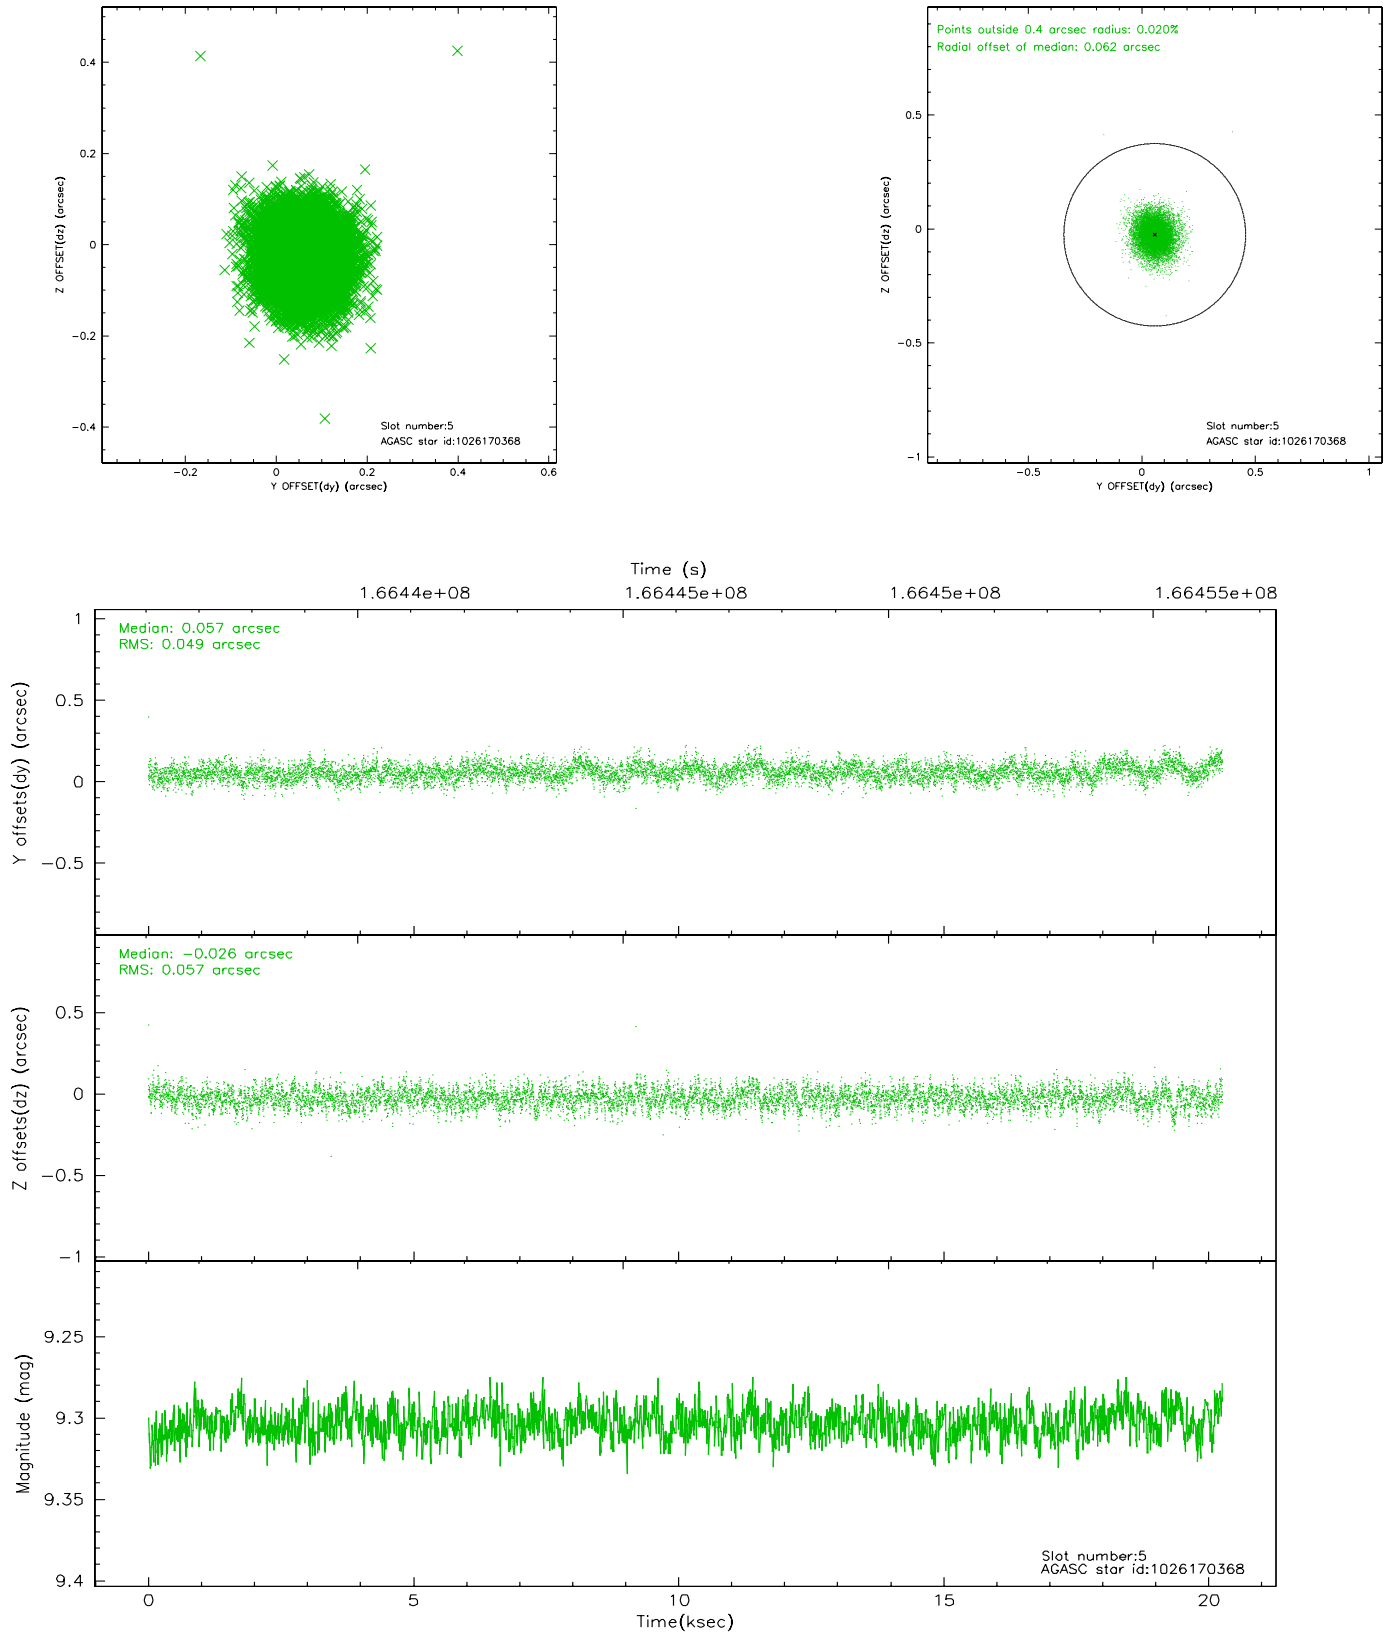 0.4
0.2
0
−0.2
−0.4
Z OFFSET(dz) (arcsec)
Slot number:5
AGASC star id:1026170368
−0.2
0
0.2
0.4
0.6
Y OFFSET(dy) (arcsec)
Points outside 0.4 arcsec radius: 0.020%
Radial offset of median: 0.062 arcsec
0.5
0
−0.5
−1
Z OFFSET(dz) (arcsec)
Slot number:5
AGASC star id:1026170368
−0.5
0
0.5
1
Y OFFSET(dy) (arcsec)
Time (s)
1.6644e+08
1.66445e+08
1.6645e+08
1.66455e+08
Median: 0.057 arcsec
RMS: 0.049 arcsec
1
0.5
0
−0.5
Y offsets(dy) (arcsec)
Median: −0.026 arcsec
RMS: 0.057 arcsec
0.5
0
−0.5
−1
Z offsets(dz) (arcsec)
9.25
9.3
9.35
9.4
Magnitude (mag)
Slot number:5
AGASC star id:1026170368
0
5
10
15
20
Time(ksec)